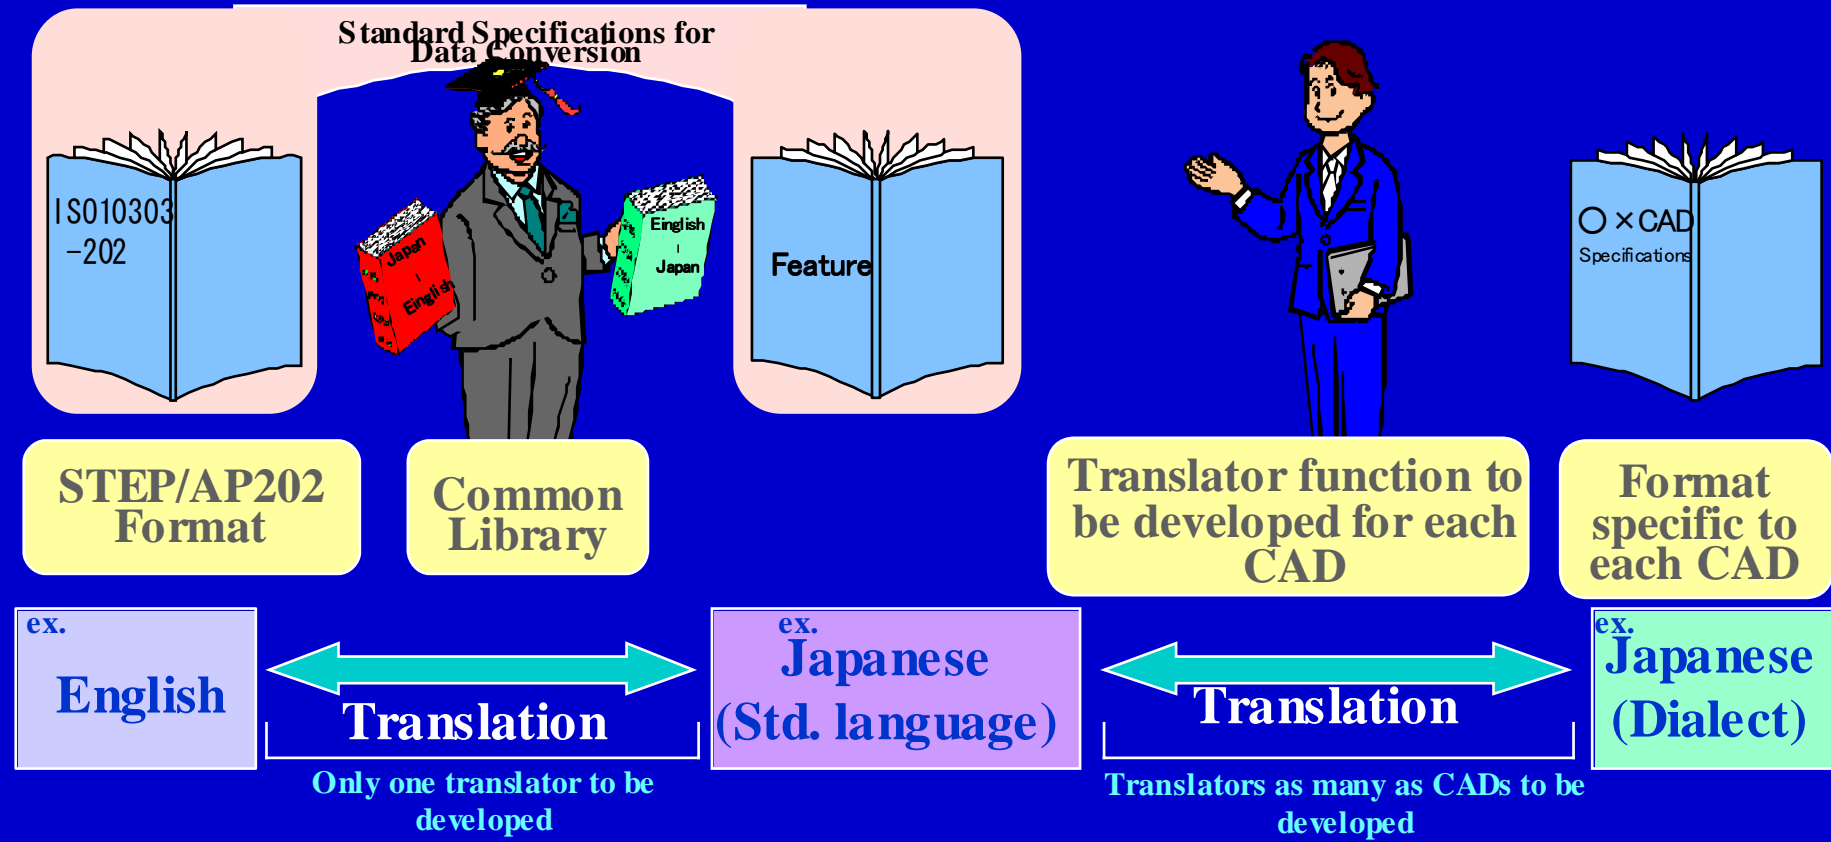 Standard Specifications for
Data Conversion
ISO10303
-202
Japan
-
Einglish
Einglish
-
Japan
Feature
○×CAD
Specifications
STEP/AP202
Format
Common
Library
Translator function to
be developed for each
CAD
Format
specific to
each CAD
ex.
English
Translation
Only one translator to be
developed
ex.
Japanese
(Std. language)
Translation
Translators as many as CADs to be
developed
ex.
Japanese
(Dialect)